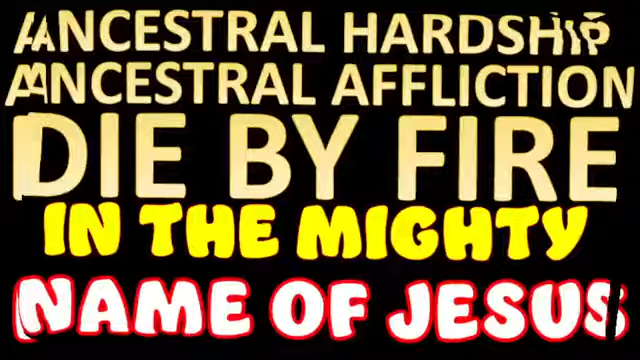 ANCESTRAL HARDSHIP
ANCESTRAL AFFLICTION
DIE BY FIRE
IN THE MIGHTY
NAME OF JESUS